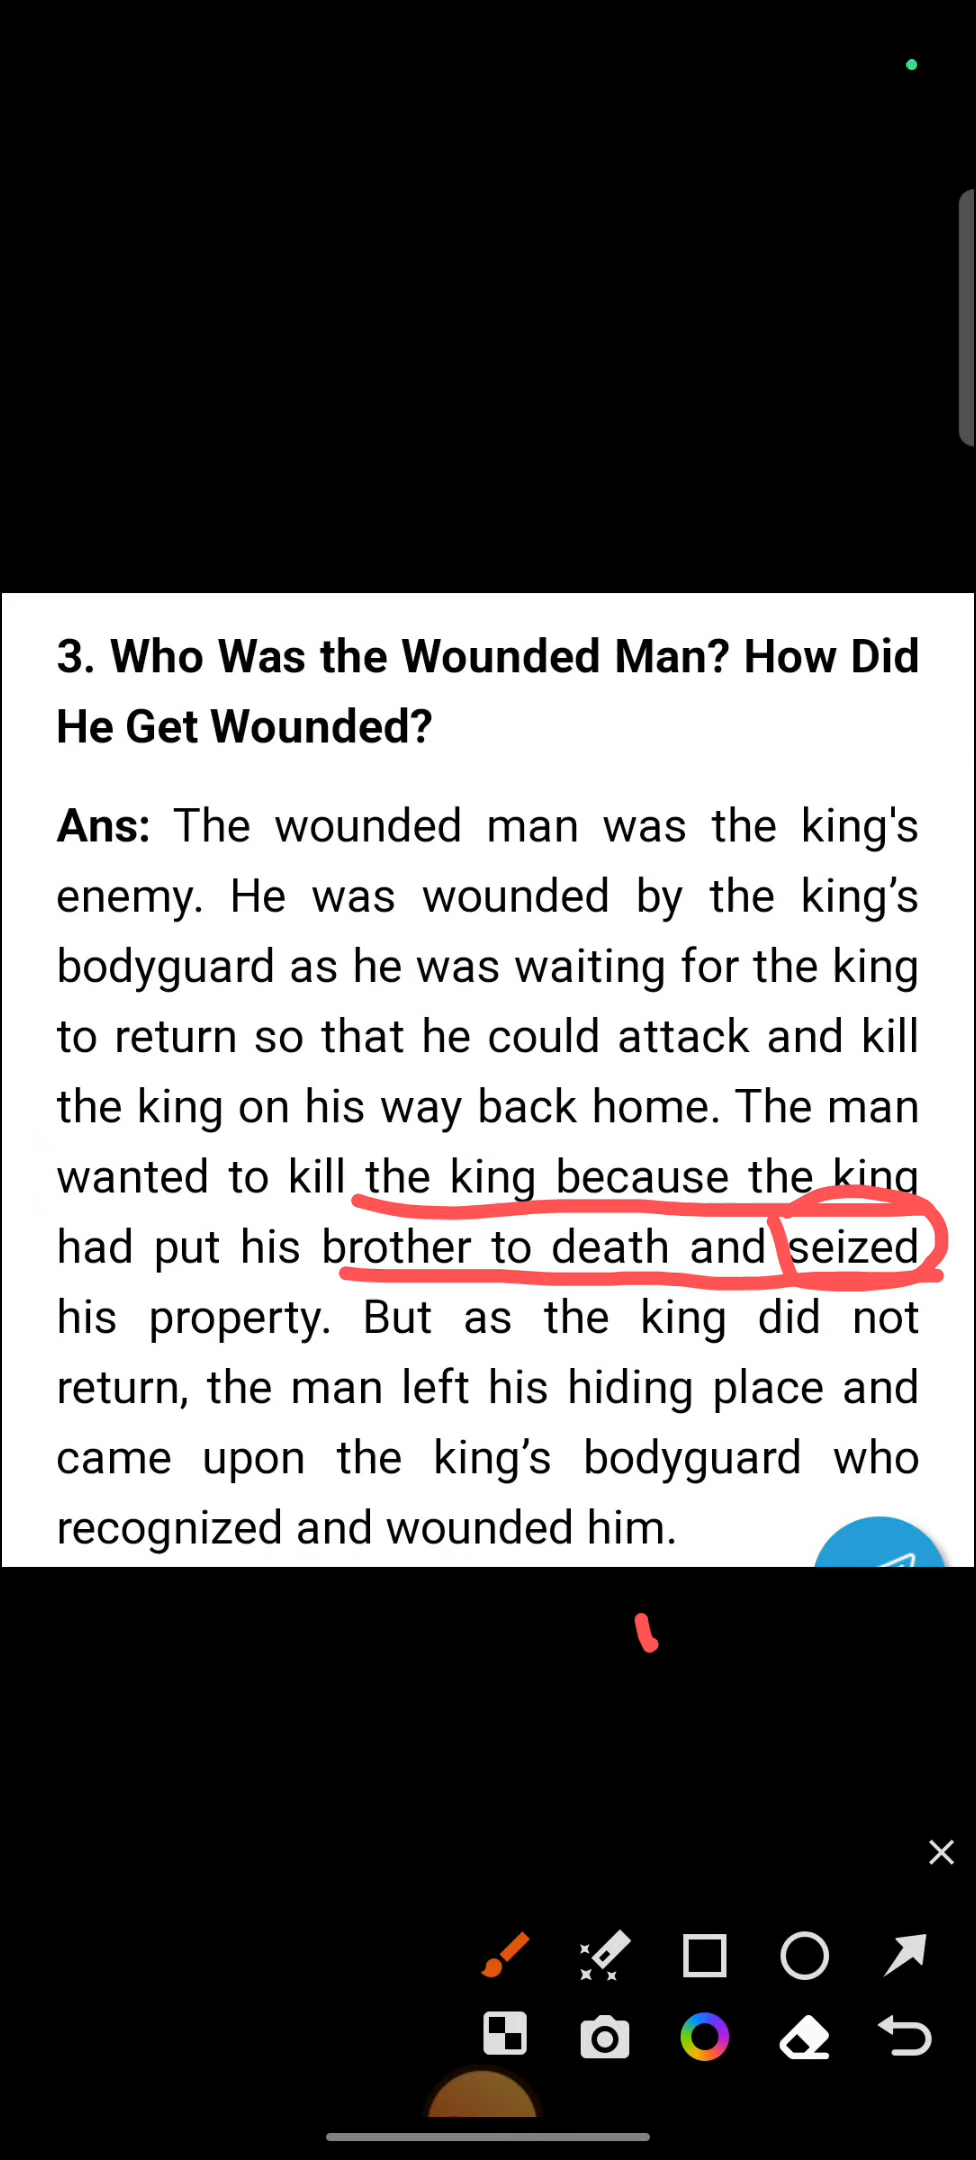 3. Who Was the Wounded Man? How Did
He Get Wounded?
Ans: The wounded man was the king's
enemy. He was wounded by the king’s
bodyguard as he was waiting for the king
to return so that he could attack and kill
the king on his way back home. The man
wanted to kill the king because the king
had put his brother to death and seized
his property. But as the king did not
return, the man left his hiding place and
came upon the king’s bodyguard who
recognized and wounded him.